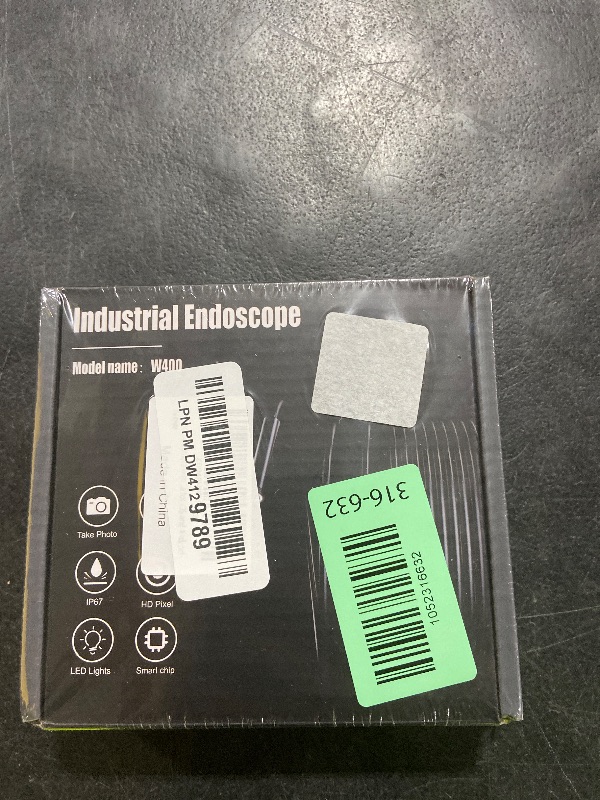 Industrial Endoscope
Model name: W400
LPN PM DW4129789
in China
Take Photo
IP67
HD Pixel
LED Lights
Smart chip
316-632
1052316632